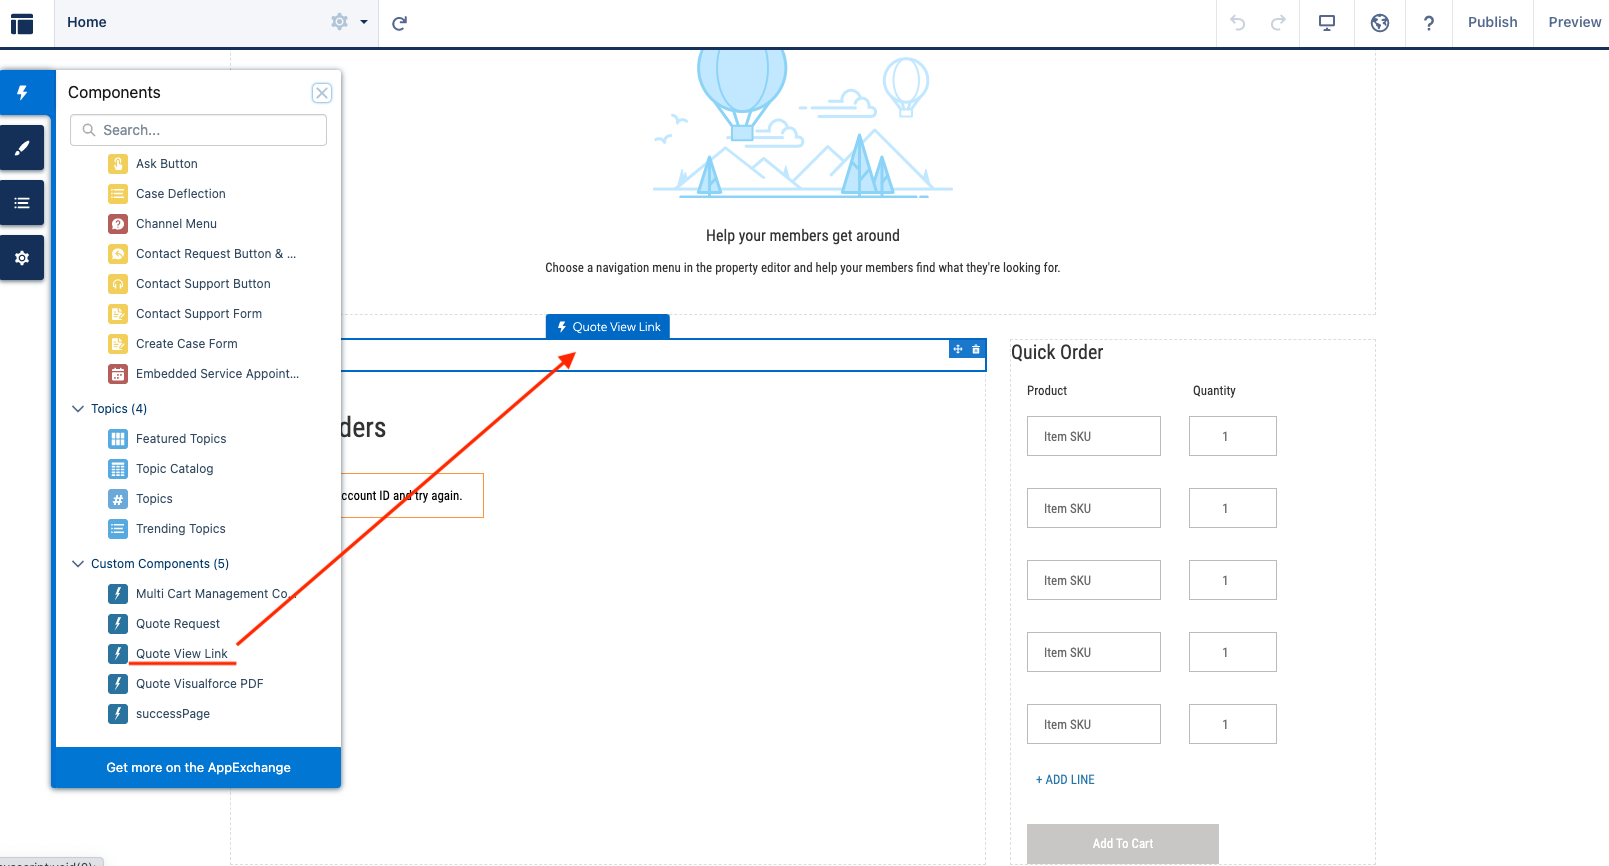 Home
Publish
Preview
Components
Search...
Ask Button
Case Deflection
Channel Menu
Contact Request Button & ...
Contact Support Button
Contact Support Form
Create Case Form
Embedded Service Appoint...
Topics (4)
Featured Topics
Topic Catalog
Topics
Trending Topics
Custom Components (5)
Multi Cart Management Co...
Quote Request
Quote View Link
Quote Visualforce PDF
successPage
Get more on the AppExchange
Help your members get around
Choose a navigation menu in the property editor and help your members find what they're looking for.
Quote View Link
ders
ccount ID and try again.
Quick Order
Product Quantity
Item SKU 1
Item SKU 1
Item SKU 1
Item SKU 1
Item SKU 1
+ ADD LINE
Add To Cart